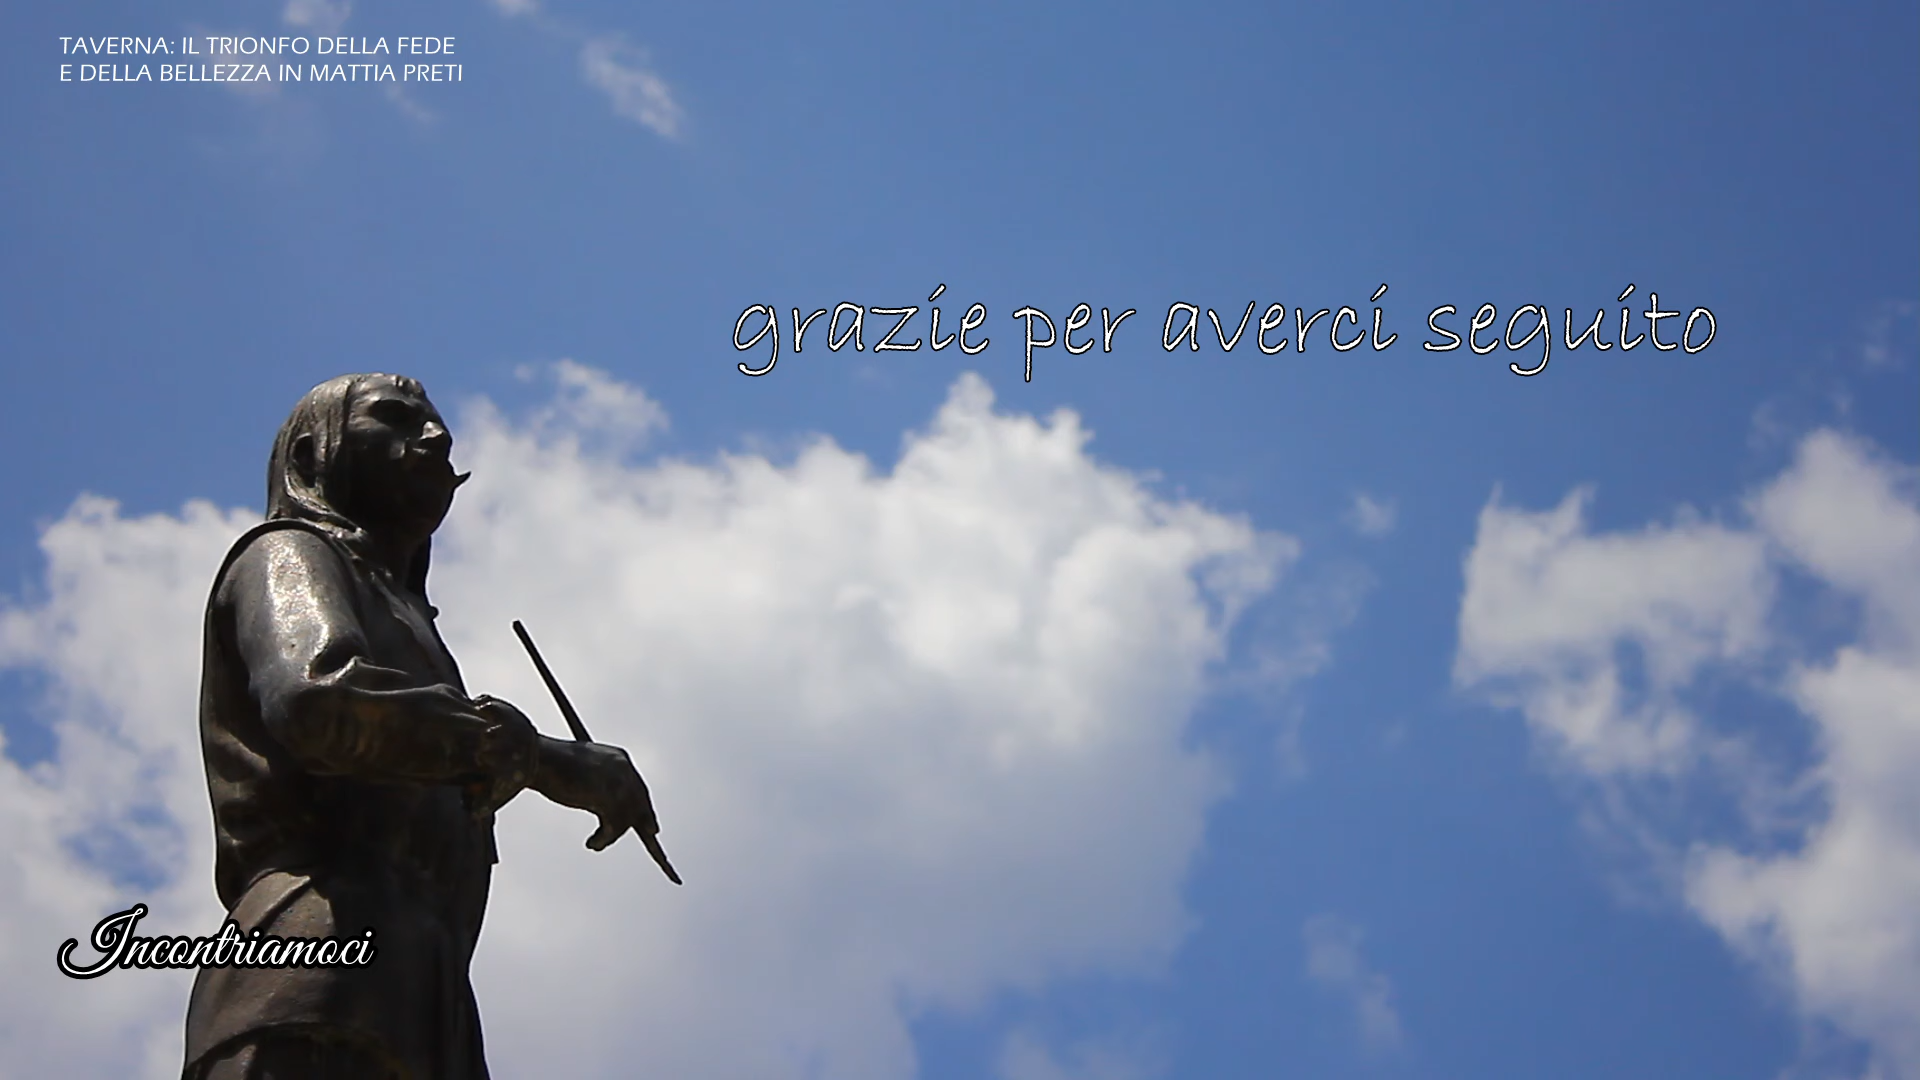 TAVERNA: IL TRIONFO DELLA FEDE
E DELLA BELLEZZA IN MATTIA PRETI
grazie per averci seguito
Incontriamoci